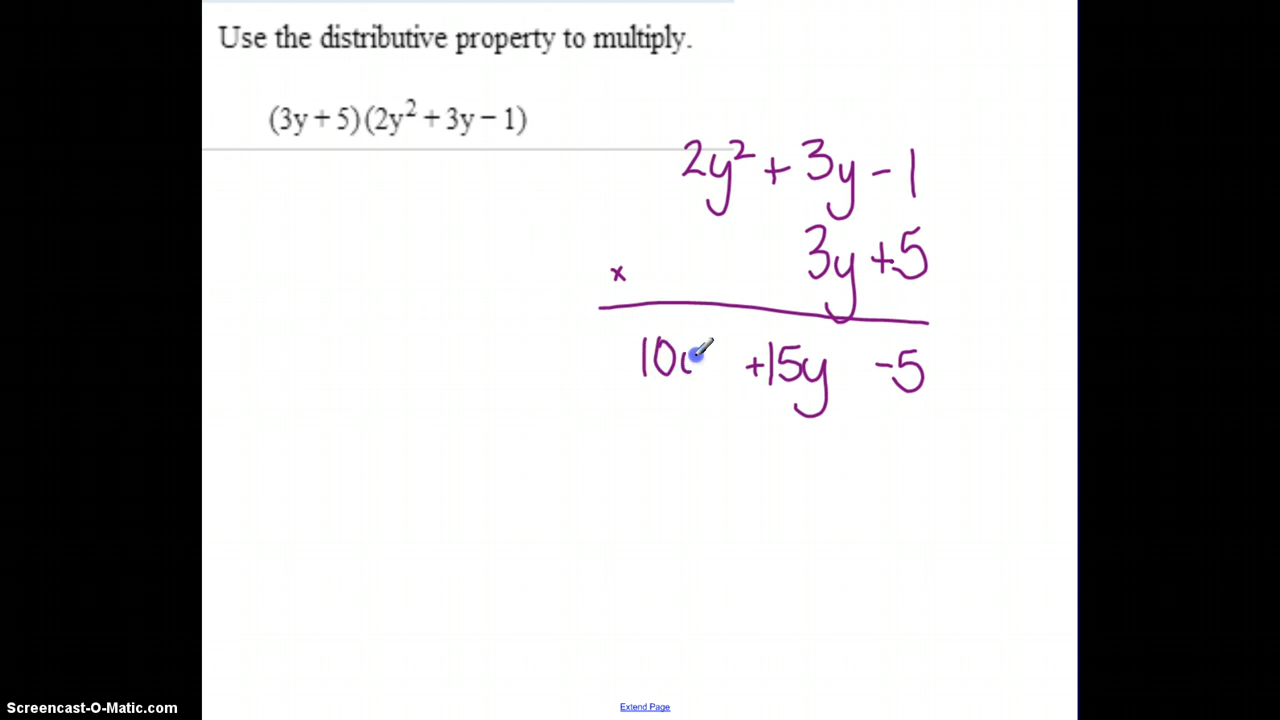 Use the distributive property to multiply.
(3y + 5)(2y² + 3y − 1)
2y² + 3y - 1
3y + 5
x
10 +15y -5
Extend Page
Screencast-O-Matic.com